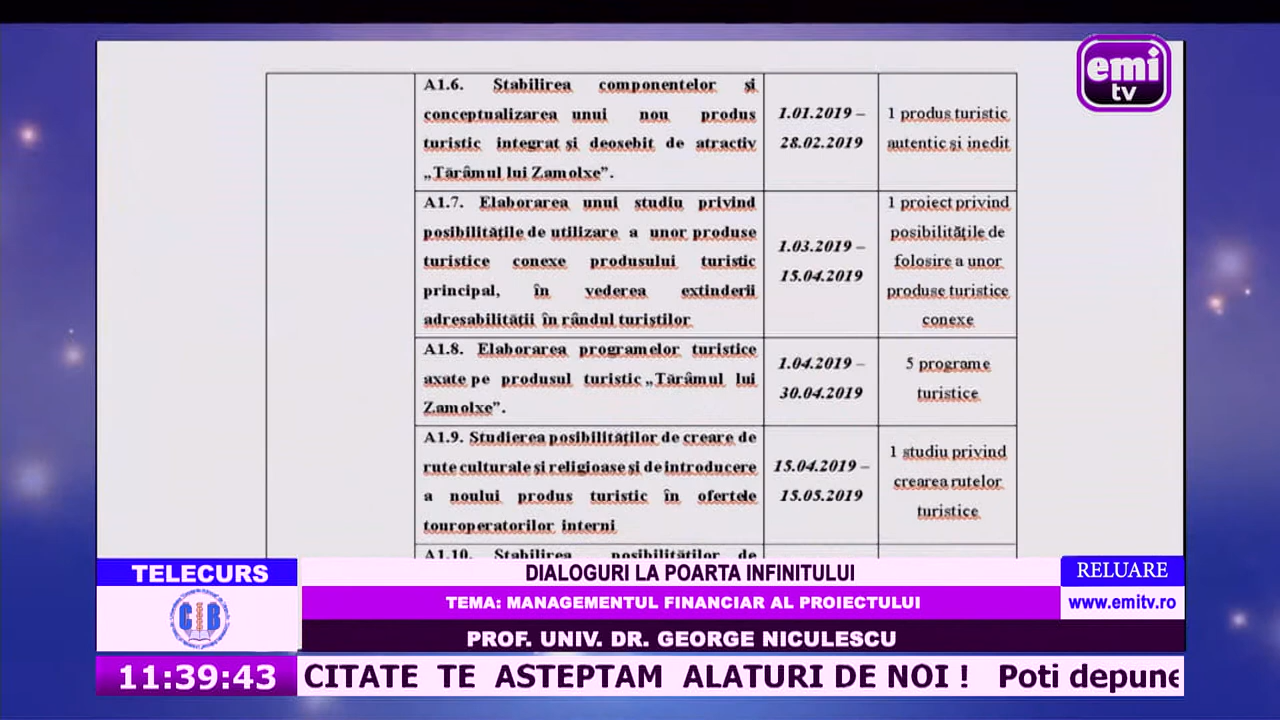 emi
tv
A1.6. Stabilirea componentelor și
conceptualizarea unui nou produs
turistic integrat și deosebit de atractiv
„Tărâmul lui Zamolxe”.
1.01.2019 –
28.02.2019
1 produs turistic
autentic și inedit
A1.7. Elaborarea unui studiu privind
posibilitățile de utilizare a unor produse
turistice conexe produsului turistic
principal, în vederea extinderii
adresabilității în rândul turiștilor
1.03.2019 –
15.04.2019
1 proiect privind
posibilitățile de
folosire a unor
produse turistice
conexe
A1.8. Elaborarea programelor turistice
axate pe produsul turistic „Tărâmul lui
Zamolxe”.
1.04.2019 –
30.04.2019
5 programe
turistice
A1.9. Studierea posibilităților de creare de
rute culturale și religioase și de introducere
a noului produs turistic în ofertele
touroperatorilor interni
15.04.2019 –
15.05.2019
1 studiu privind
crearea rutelor
turistice
A1.10. Stabilirea posibilităților de
TELECURS
DIALOGURI LA POARTA INFINITULUI
RELUARE
CB
TEMA: MANAGEMENTUL FINANCIAR AL PROIECTULUI
www.emitv.ro
PROF. UNIV. DR. GEORGE NICULESCU
11:39:43
CITATE TE ASTEPTAM ALATURI DE NOI ! Poti depune